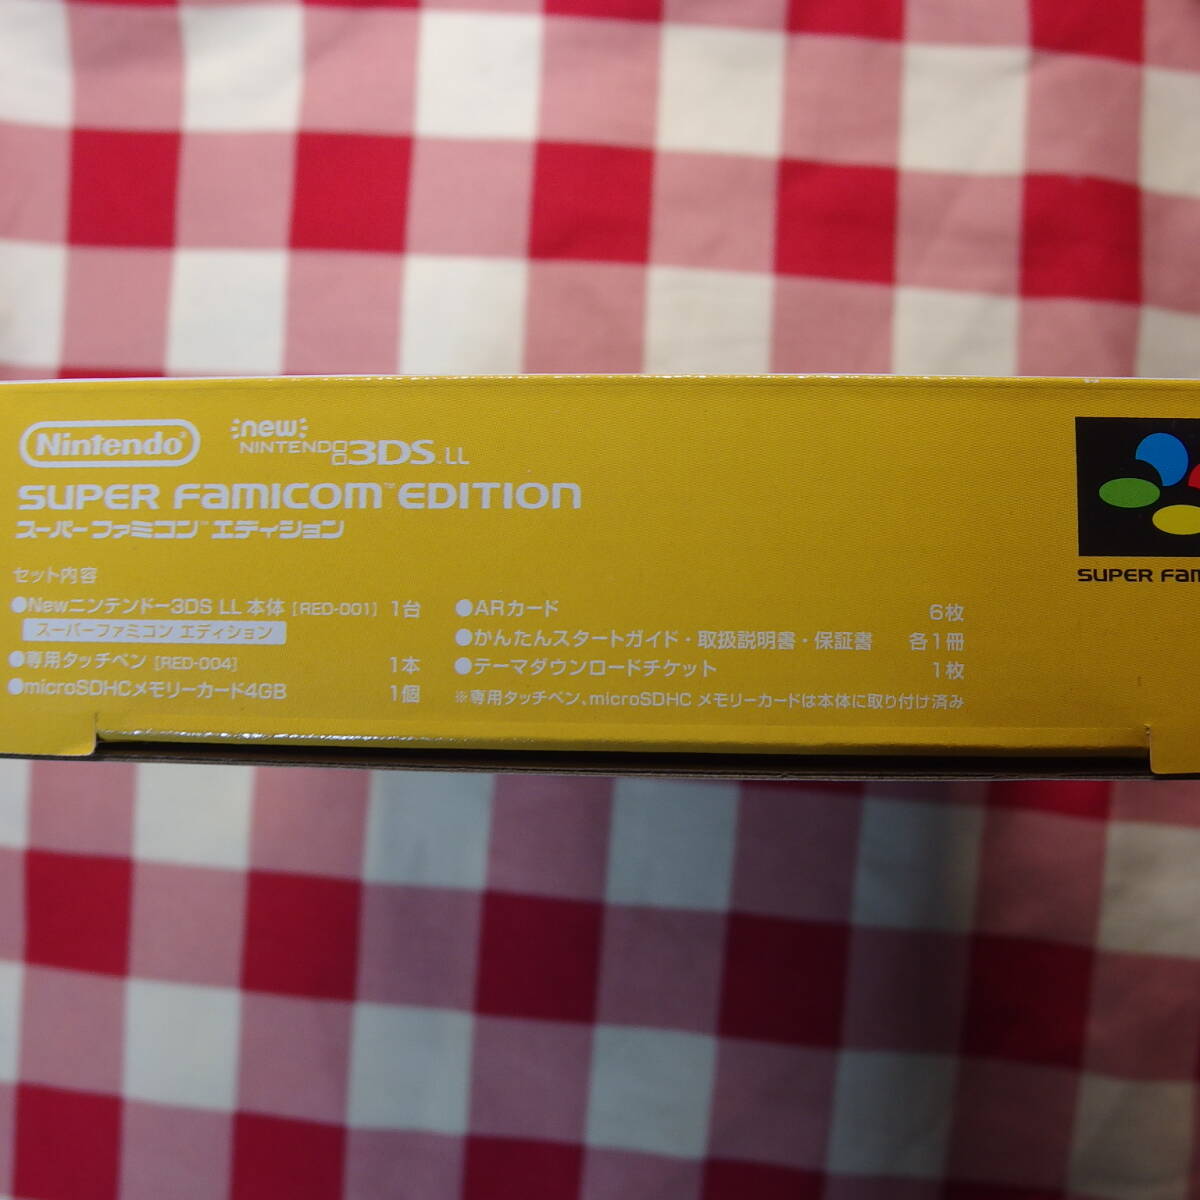 Nintendo
new NINTENDO 3DS LL
SUPER FAMICOM™ EDITION
スーパーファミコン™ エディション
セット内容
●Newニンテンドー3DS LL 本体 [RED-001] 1台
スーパーファミコン エディション
●専用タッチペン [RED-004] 1本
●microSDHCメモリーカード4GB 1個
●ARカード 6枚
●かんたんスタートガイド・取扱説明書・保証書 各1冊
●テーマダウンロードチケット 1枚
※専用タッチペン、microSDHC メモリーカードは本体に取り付け済み
SUPER Fam